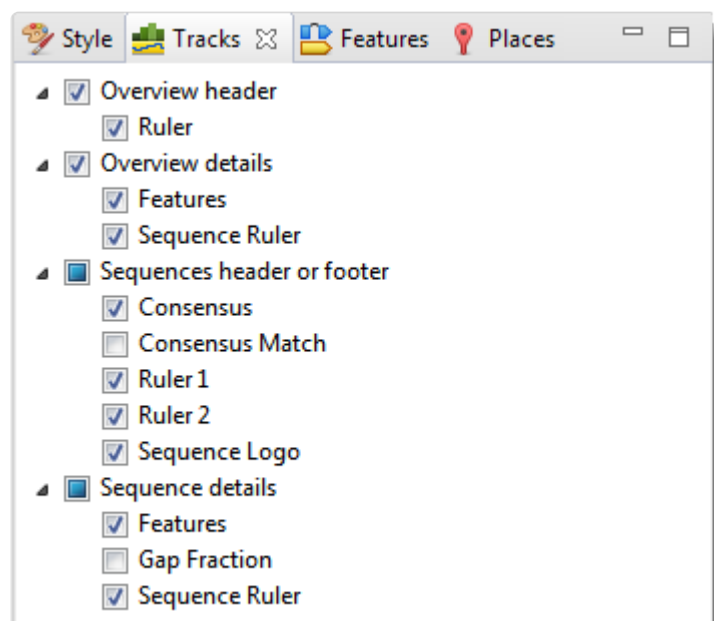 Style Tracks Features Places
Overview header
Ruler
Overview details
Features
Sequence Ruler
Sequences header or footer
Consensus
Consensus Match
Ruler 1
Ruler 2
Sequence Logo
Sequence details
Features
Gap Fraction
Sequence Ruler